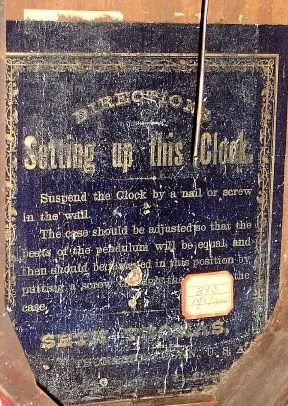 DIRECTIONS
Setting up this Clock.
Suspend the Clock by a nail or screw
in the wall.
The case should be adjusted so that the
beats of the pendulum will be equal, and
then should be in this position by
putting a screw the
case.
SETH THOMAS,
U. S.